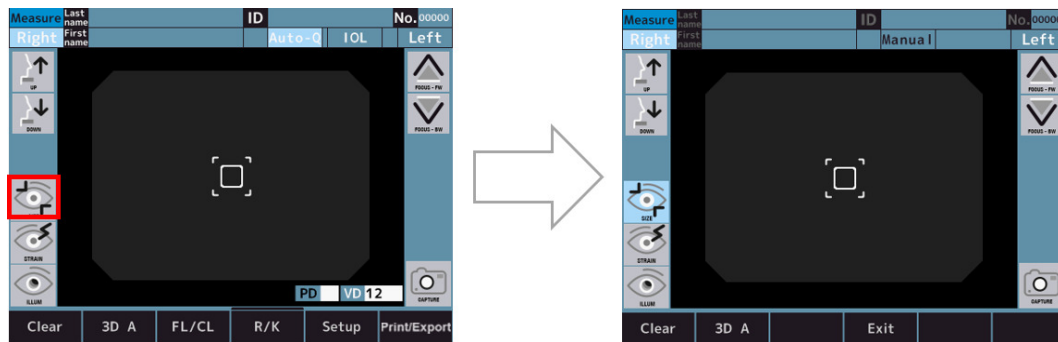 Measure Last name ID No. 00000
Right First name Auto-Q IOL Left
UP
FOCUS - FW
DOWN
FOCUS - BW
STRAIN
ILLUM
CAPTURE
PD VD 12
Clear 3D A FL/CL R/K Setup Print/Export
Measure Last name ID No. 00000
Right First name Manual Left
UP
FOCUS - FW
DOWN
FOCUS - BW
SIZE
STRAIN
ILLUM
CAPTURE
Clear 3D A Exit